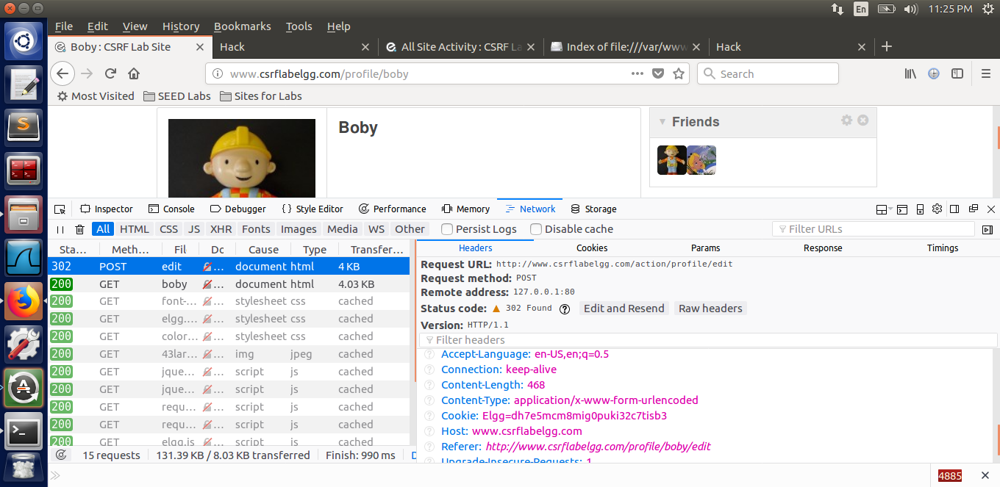 En 11:25 PM
File Edit View History Bookmarks Tools Help
Boby : CSRF Lab Site Hack All Site Activity : CSRF La Index of file:///var/www Hack
www.csrflabelgg.com/profile/boby Search
Most Visited SEED Labs Sites for Labs
Boby
Friends
Inspector Console Debugger Style Editor Performance Memory Network Storage
All HTML CSS JS XHR Fonts Images Media WS Other Persist Logs Disable cache Filter URLs
Sta... Meth... Fil Dc Cause Type Transfer...
Headers Cookies Params Response Timings
302 POST edit ... document html 4 KB
200 GET boby ... document html 4.03 KB
200 GET font-... ... stylesheet css cached
200 GET elgg.... ... stylesheet css cached
200 GET color... ... stylesheet css cached
200 GET 43lar... ... img jpeg cached
200 GET jque... ... script js cached
200 GET jque... ... script js cached
200 GET requ... ... script js cached
200 GET requ... ... script js cached
200 GET elgg.js ... script js cached
15 requests 131.39 KB / 8.03 KB transferred Finish: 990 ms
Request URL: http://www.csrflabelgg.com/action/profile/edit
Request method: POST
Remote address: 127.0.0.1:80
Status code: 302 Found Edit and Resend Raw headers
Version: HTTP/1.1
Filter headers
Accept-Language: en-US,en;q=0.5
Connection: keep-alive
Content-Length: 468
Content-Type: application/x-www-form-urlencoded
Cookie: Elgg=dh7e5mcm8mig0puki32c7tisb3
Host: www.csrflabelgg.com
Referer: http://www.csrflabelgg.com/profile/boby/edit
Upgrade-Insecure-Requests: 1
4885